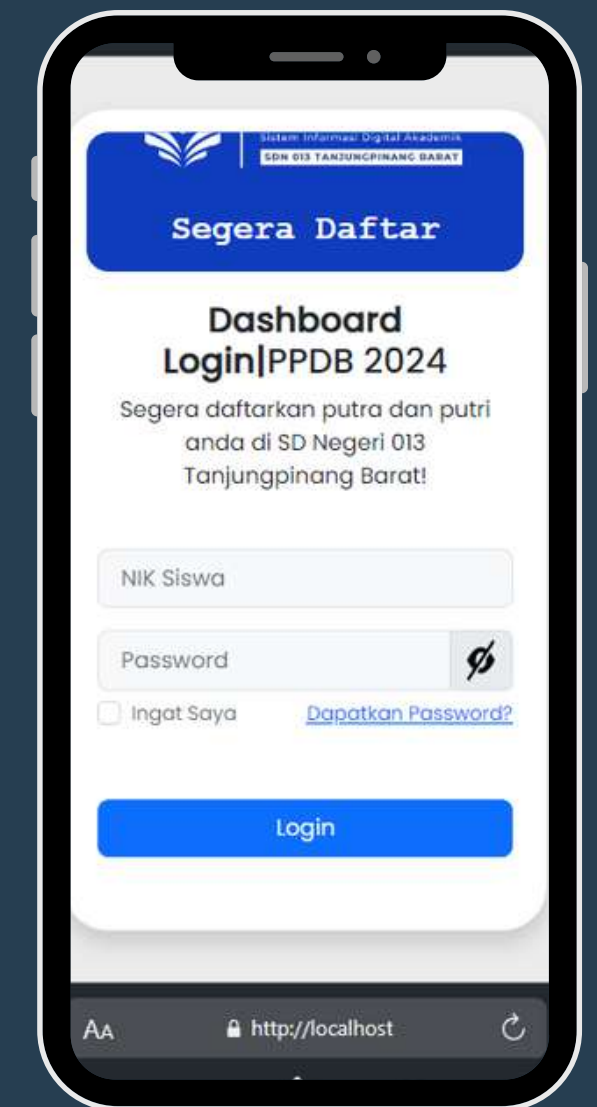 Sistem Informasi Digital Akademik
SDN 013 TANJUNGPINANG BARAT
Segera Daftar
Dashboard
Login|PPDB 2024
Segera daftarkan putra dan putri
anda di SD Negeri 013
Tanjungpinang Barat!
NIK Siswa
Password
Ingat Saya
Dapatkan Password?
Login
AA
http://localhost